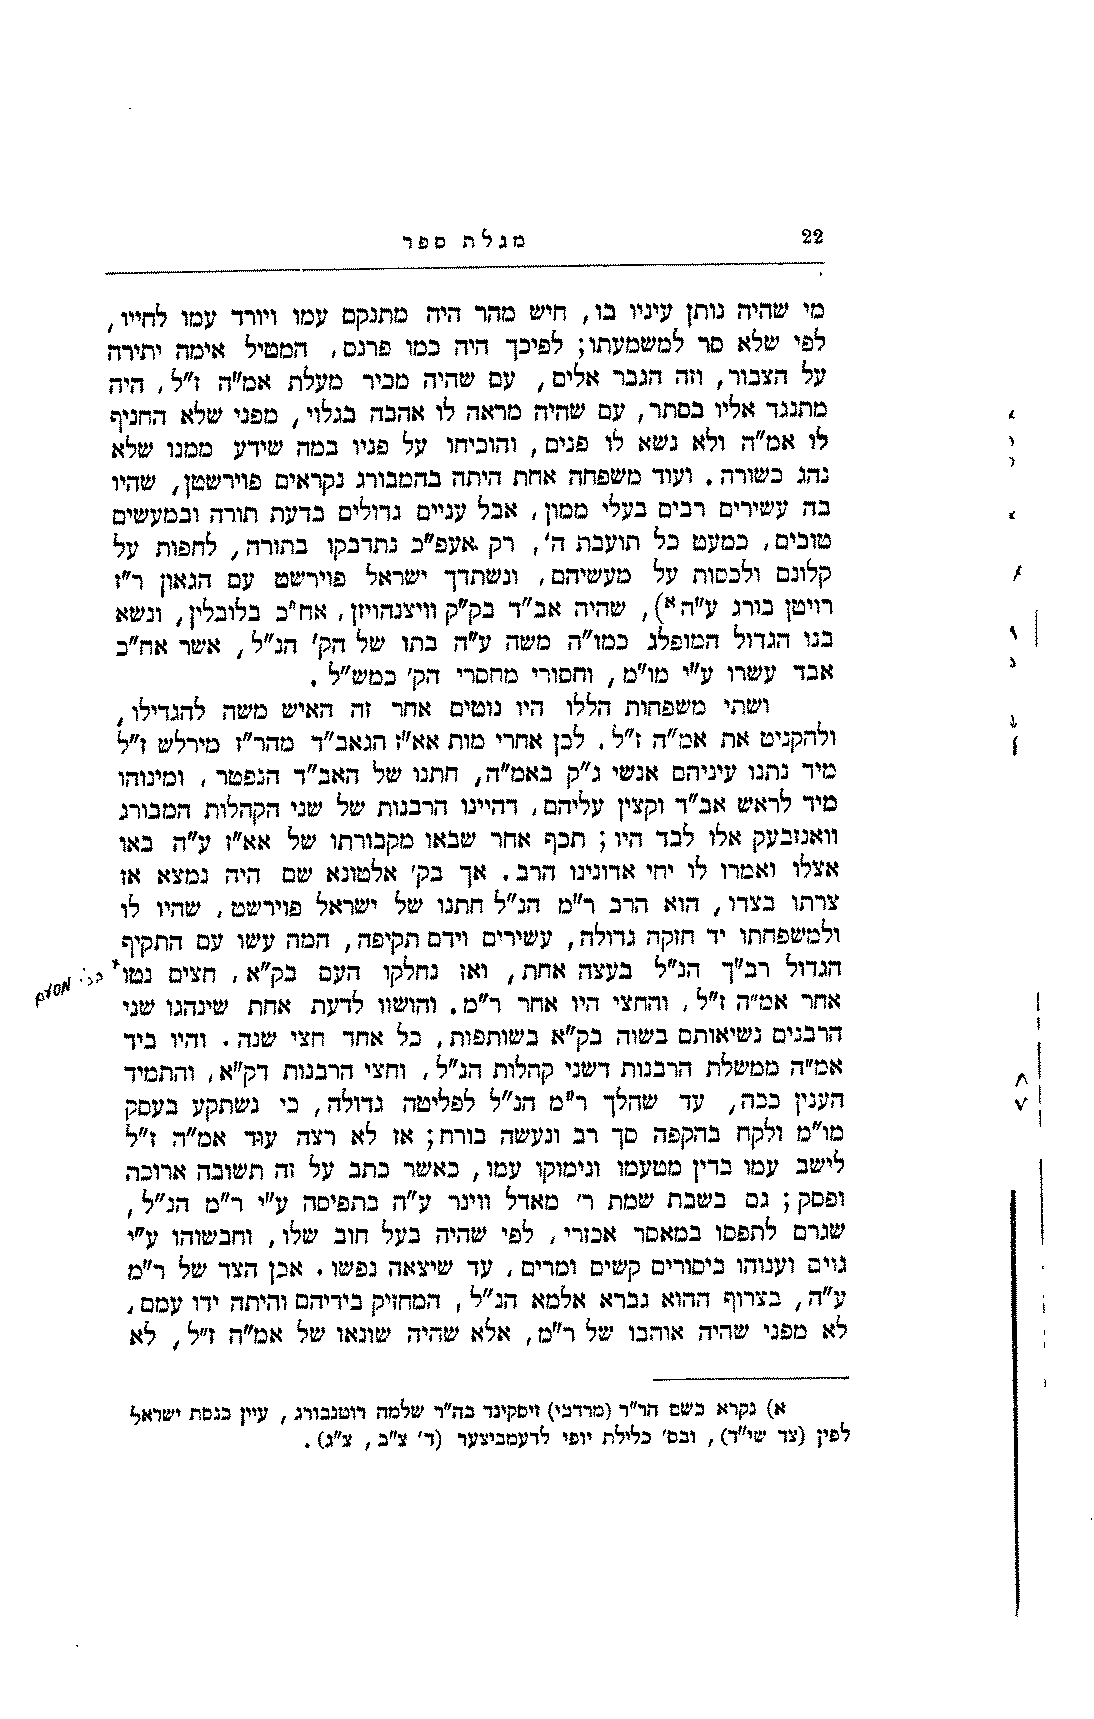 22
מגלת ספר
מי שהיה נותן עיניו בו, חיש מהר היה מתנקם עמו ויורד עמו לחייו,
לפי שלא סר למשמעתו; לפיכך היה כמו פרנס, המטיל אימה יתירה
על הצבור, וזה הגבר אלים, עם שהיה מכיר מעלת אמ"ה ז"ל, היה
מתנגד אליו בסתר, עם שהיה מראה לו אהבה בגלוי, מפני שלא החניף
לו אמ"ה ולא נשא לו פנים, והוכיחו על פניו במה שידע ממנו שלא
נהג כשורה. ועוד משפחה אחת היתה בהמבורג נקראים פוירשטן, שהיו
בה עשירים רבים בעלי ממון, אבל עניים גדולים בדעת תורה ובמעשים
טובים, כמעט כל תועבת ה', רק אעפ"כ נתדבקו בתורה, לחפות על
קלונם ולכסות על מעשיהם, ונשתדך ישראל פוירשט עם הגאון ר"ז
רויטן בורג ע"ה א), שהיה אב"ד בק"ק וויצנהויזן, אח"כ בלובלין, ונשא
בנו הגדול המופלג כמו"ה משה ע"ה בתו של הק' הנ"ל, אשר אח"כ
אבד עשרו ע"י מו"מ, וחסורי מחסרי הק' כמש"ל.
ושתי משפחות הללו היו נוטים אחר זה האיש משה להגדילו,
ולהקניט את אמ"ה ז"ל. לכן אחרי מות אא"ז הגאב"ד מהר"ז מירלש ז"ל
מיד נתנו עיניהם אנשי ג"ק באמ"ה, חתנו של האב"ד הנפטר, ומינוהו
מיד לראש אב"ד וקצין עליהם, דהיינו הרבנות של שני הקהלות המבורג
וואנזבעק אלו לבד היו; תכף אחר שבאו מקבורתו של אא"ז ע"ה באו
אצלו ואמרו לו יחי אדונינו הרב. אך בק' אלטונא שם היה נמצא אז
צרתו בצדו, הוא הרב ר"מ הנ"ל חתנו של ישראל פוירשט, שהיו לו
ולמשפחתו יד חזקה גדולה, עשירים וידם תקיפה, המה עשו עם התקיף
הגדול רב"ך הנ"ל בעצה אחת, ואז נחלקו העם בק"א, חצים נטו
אחר אמ"ה ז"ל, והחצי היו אחר ר"מ. והושוו לדעת אחת שינהגו שני
הרבנים נשיאותם בשוה בק"א בשותפות, כל אחד חצי שנה. והיו ביד
אמ"ה ממשלת הרבנות דשני קהלות הנ"ל, וחצי הרבנות דק"א, והתמיד
הענין ככה, עד שהלך ר"מ הנ"ל לפליטה גדולה, כי נשתקע בעסק
מו"מ ולקח בהקפה סך רב ונעשה בורח; אז לא רצה עוד אמ"ה ז"ל
לישב עמו בדין מטעמו ונימוקו עמו, כאשר כתב על זה תשובה ארוכה
ופסק; גם בשבת שמת ר' מאדל ווינר ע"ה בתפיסה ע"י ר"מ הנ"ל,
שגרם לתפסו במאסר אכזרי, לפי שהיה בעל חוב שלו, וחבשוהו ע"י
גוים וענוהו ביסורים קשים ומרים, עד שיצאה נפשו. אכן הצד של ר"מ
ע"ה, בצרוף ההוא גברא אלמא הנ"ל, המחזיק בידיהם והיתה ידו עמם,
לא מפני שהיה אוהבו של ר"מ, אלא שהיה שונאו של אמ"ה ז"ל, לא
א) נקרא בשם הר"ר (מרדכי) זיסקינד בה"ר שלמה רוטנבורג, עיין כנסת ישראל
לפין (צד שי"ד), ובס' כלילת יופי לדעמביצער (ד' צ"ב, צ"ג).